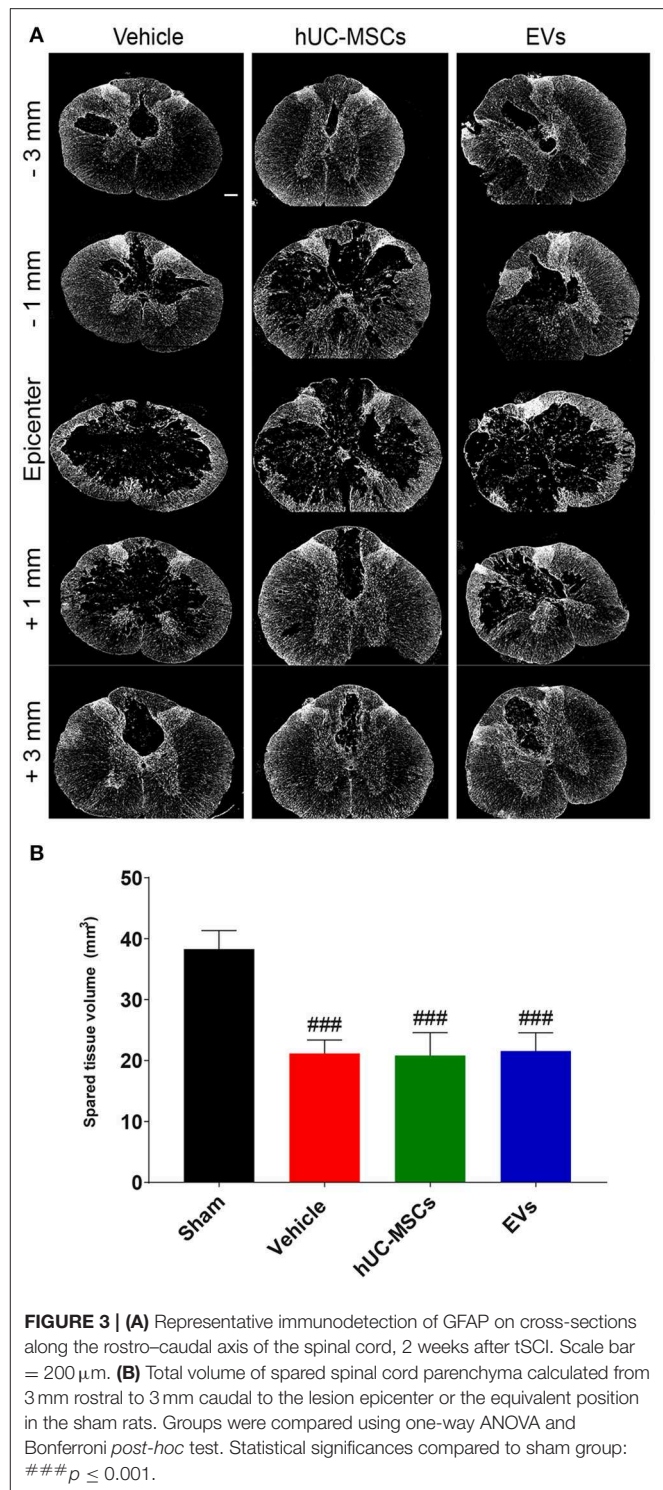 A
Vehicle
hUC-MSCs
EVs
- 3 mm
- 1 mm
Epicenter
+ 1 mm
+ 3 mm
B
Spared tissue volume (mm³)
50
40
30
20
10
0
###
###
###
Sham
Vehicle
hUC-MSCs
EVs
FIGURE 3 | (A) Representative immunodetection of GFAP on cross-sections
along the rostro–caudal axis of the spinal cord, 2 weeks after tSCI. Scale bar
= 200 μm. (B) Total volume of spared spinal cord parenchyma calculated from
3 mm rostral to 3 mm caudal to the lesion epicenter or the equivalent position
in the sham rats. Groups were compared using one-way ANOVA and
Bonferroni post-hoc test. Statistical significances compared to sham group:
###p ≤ 0.001.